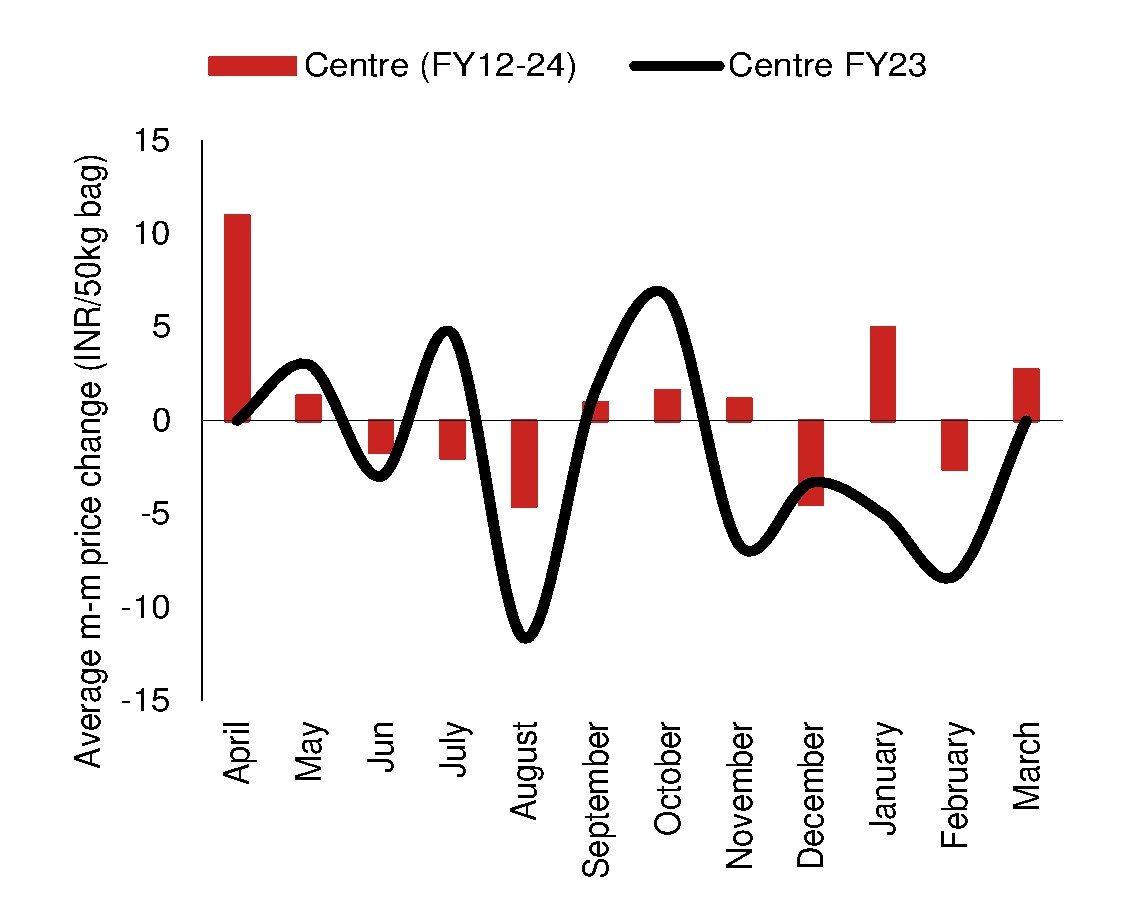 Centre (FY12-24) Centre FY23
Average m-m price change (INR/50kg bag)
15
10
5
0
-5
-10
-15
April
May
Jun
July
August
September
October
November
December
January
February
March